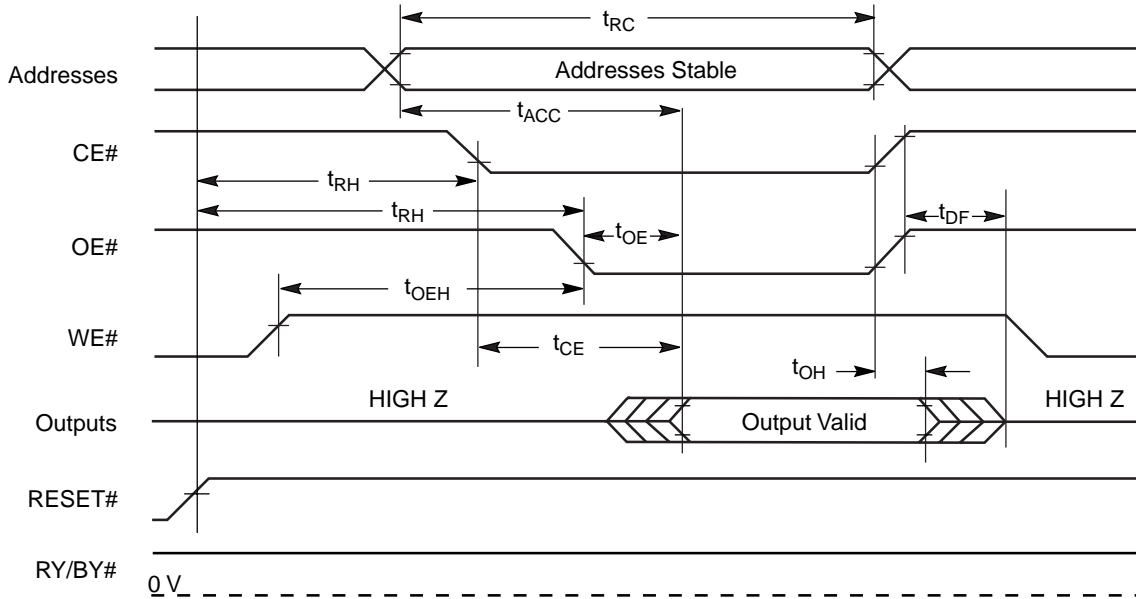 tRC
Addresses
Addresses Stable
tACC
CE#
tRH
tRH
tDF
OE#
tOE
tOEH
WE#
tCE
tOH
HIGH Z
HIGH Z
Outputs
Output Valid
RESET#
RY/BY#
0 V